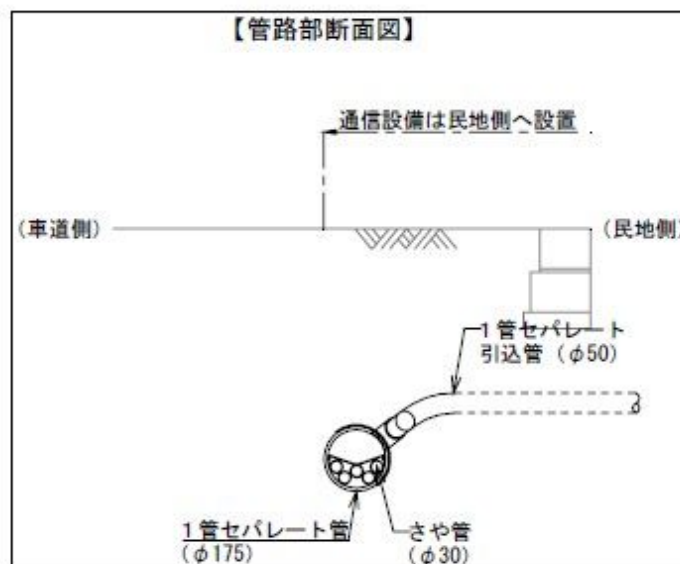 【管路部断面図】
通信設備は民地側へ設置
(車道側)
(民地側)
1管セパレート
引込管 (φ50)
1管セパレート管
(φ175)
さや管
(φ30)